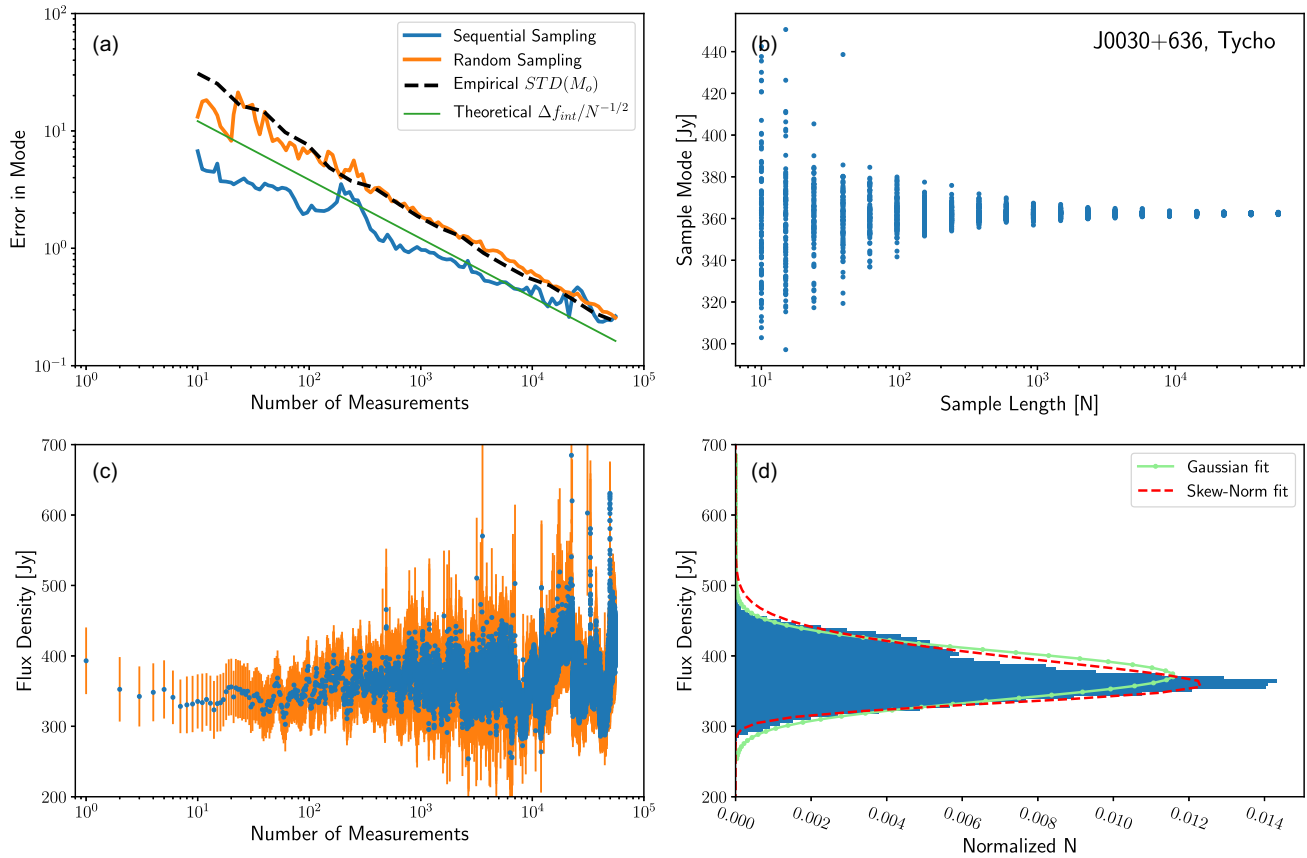 (a)
Sequential Sampling
Random Sampling
Empirical STD(M_o)
Theoretical Δf_{int}/N^{-1/2}
10^2
10^1
10^0
10^{-1}
Error in Mode
10^0 10^1 10^2 10^3 10^4 10^5
Number of Measurements
(b)
J0030+636, Tycho
440
420
400
380
360
340
320
300
Sample Mode [Jy]
10^1 10^2 10^3 10^4
Sample Length [N]
(c)
700
600
500
400
300
200
Flux Density [Jy]
10^0 10^1 10^2 10^3 10^4 10^5
Number of Measurements
(d)
Gaussian fit
Skew-Norm fit
700
600
500
400
300
200
Flux Density [Jy]
0.000 0.002 0.004 0.006 0.008 0.010 0.012 0.014
Normalized N